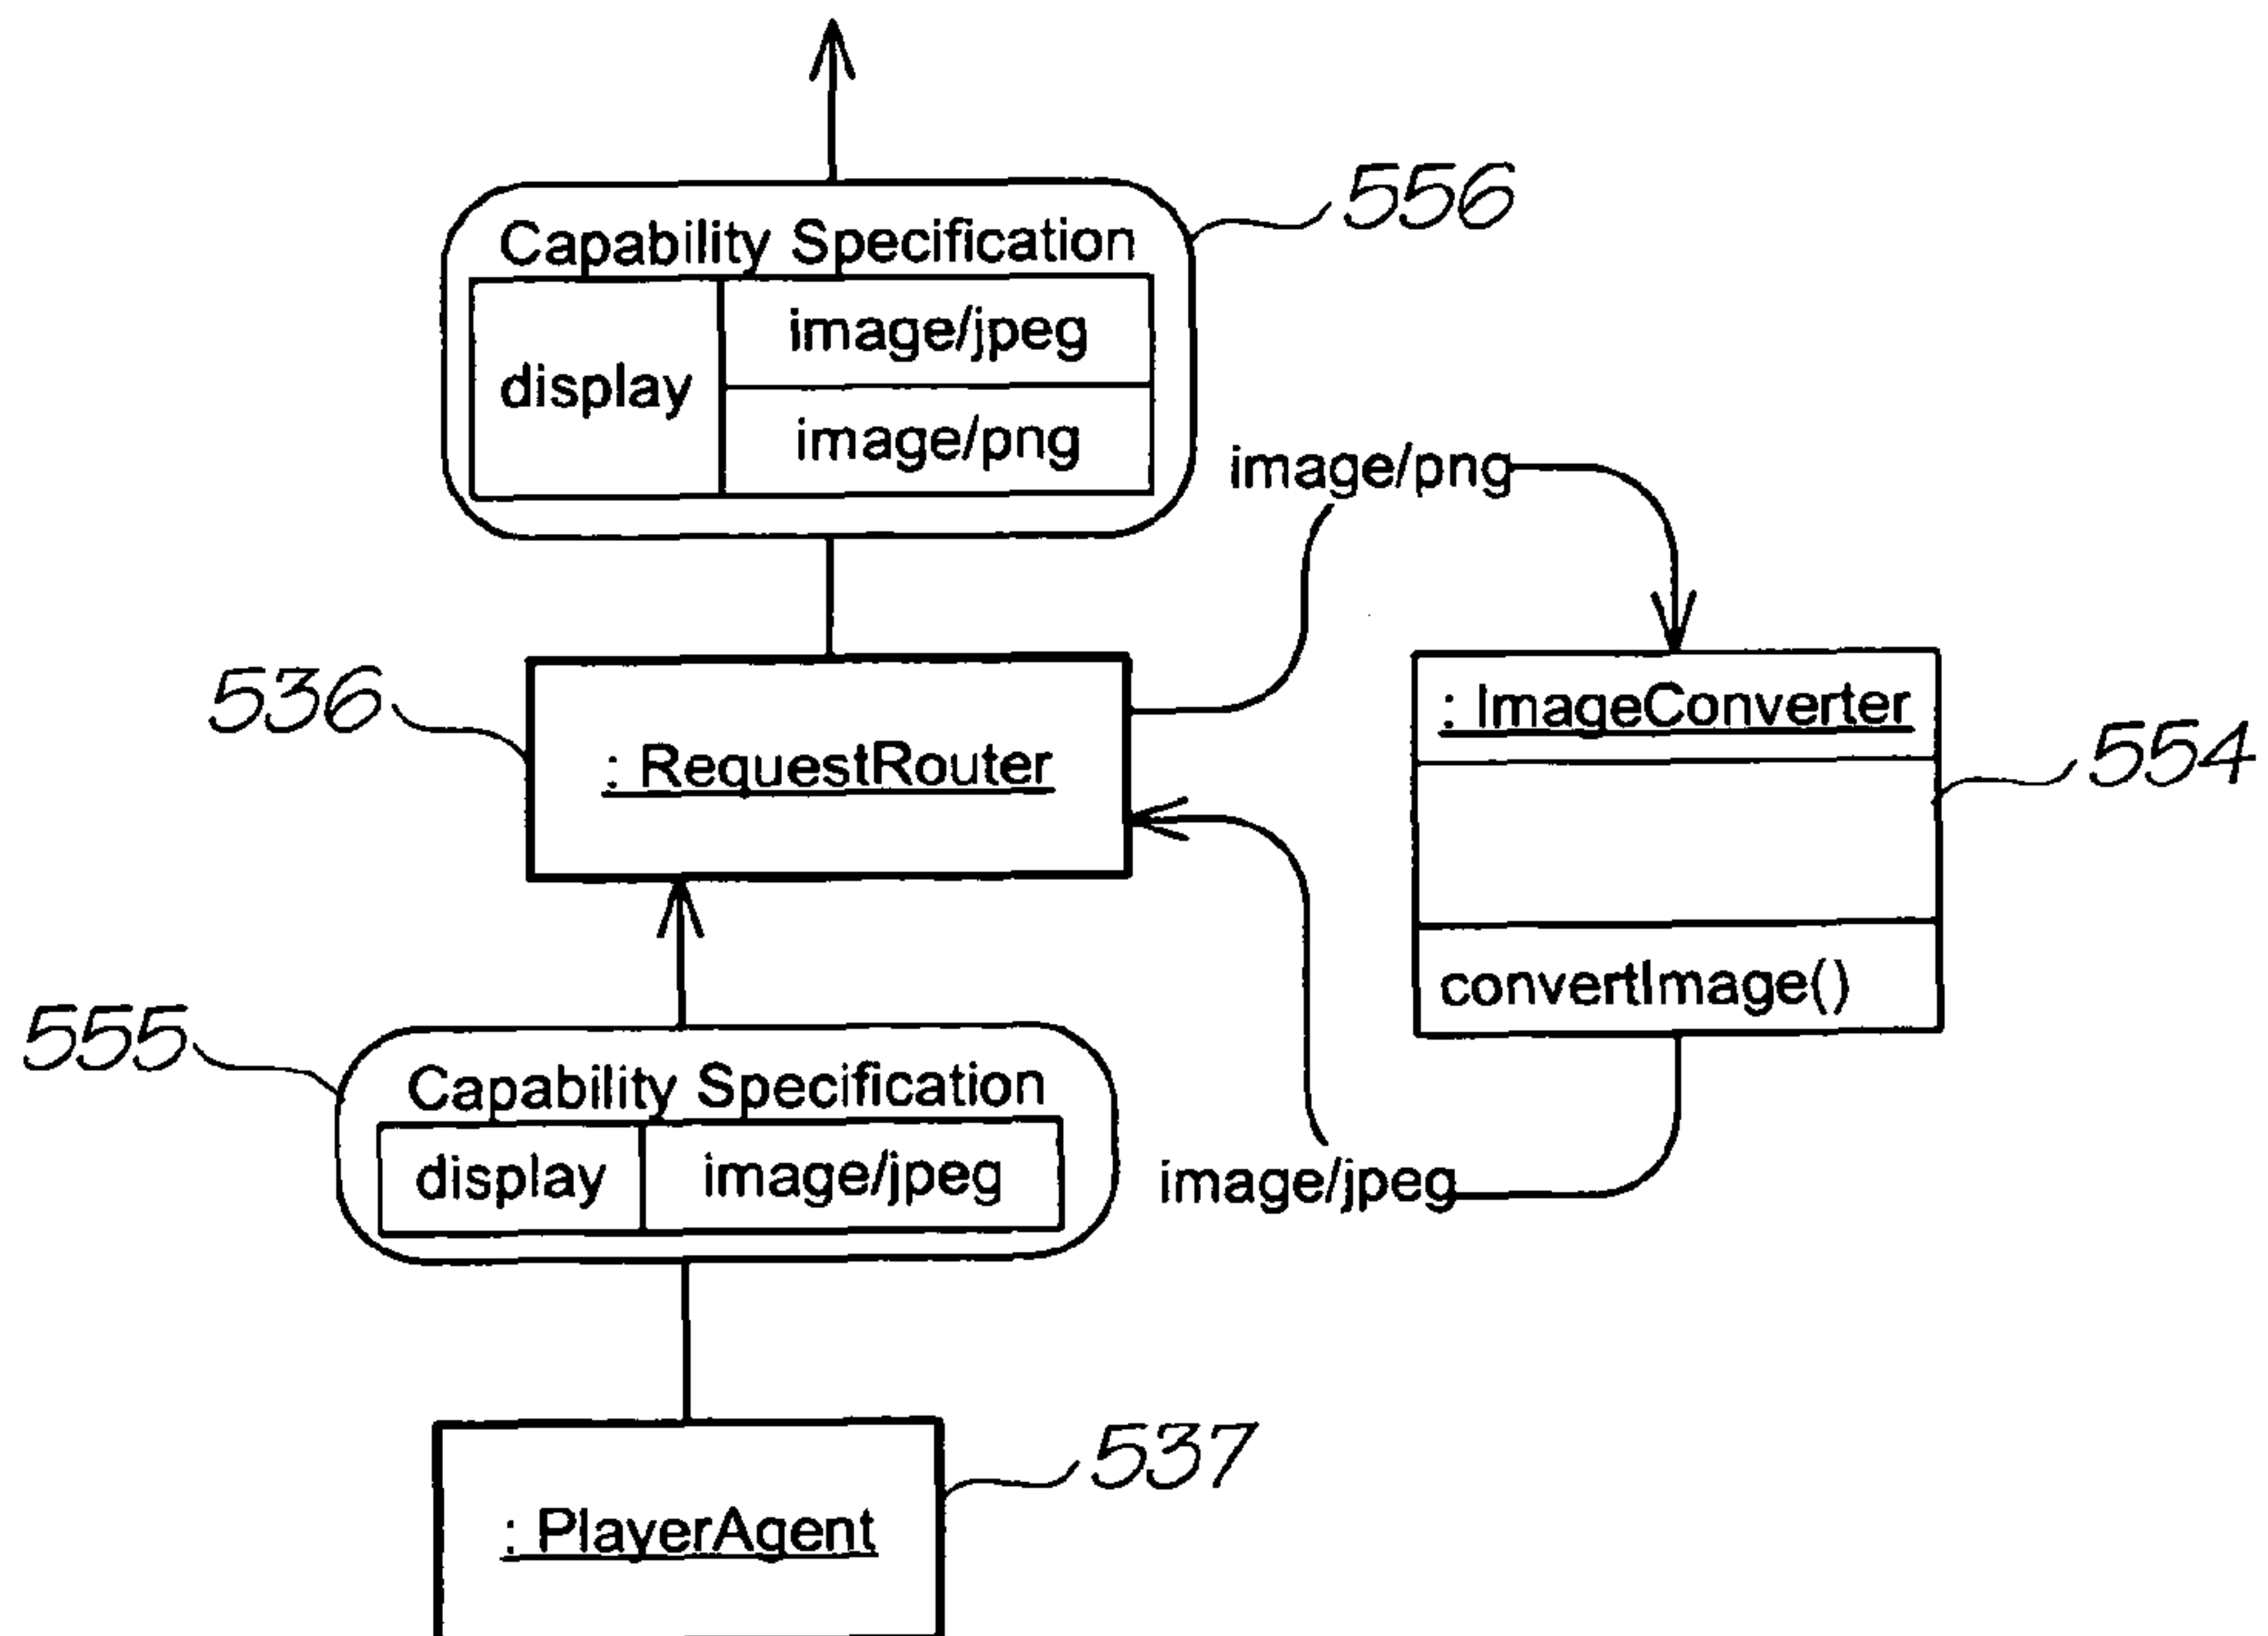 556
Capability Specification
image/jpeg
display
image/png
image/png
536
: RequestRouter
: ImageConverter
554
convertImage()
555
Capability Specification
display image/jpeg
image/jpeg
537
: PlayerAgent